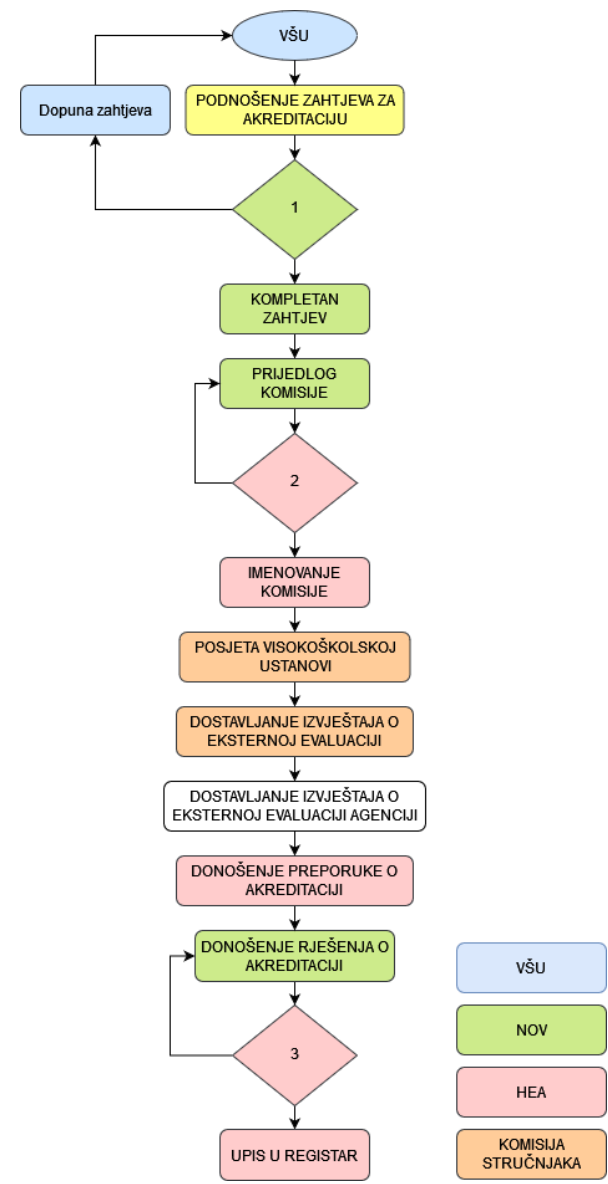 VŠU
Dopuna zahtjeva
PODNOŠENJE ZAHTJEVA ZA
AKREDITACIJU
1
KOMPLETAN
ZAHTJEV
PRIJEDLOG
KOMISIJE
2
IMENOVANJE
KOMISIJE
POSJETA VISOKOŠKOLSKOJ
USTANOVI
DOSTAVLJANJE IZVJEŠTAJA O
EKSTERNOJ EVALUACIJI
DOSTAVLJANJE IZVJEŠTAJA O
EKSTERNOJ EVALUACIJI AGENCIJI
DONOŠENJE PREPORUKE O
AKREDITACIJI
DONOŠENJE RJEŠENJA O
AKREDITACIJI
3
UPIS U REGISTAR
VŠU
NOV
HEA
KOMISIJA
STRUČNJAKA